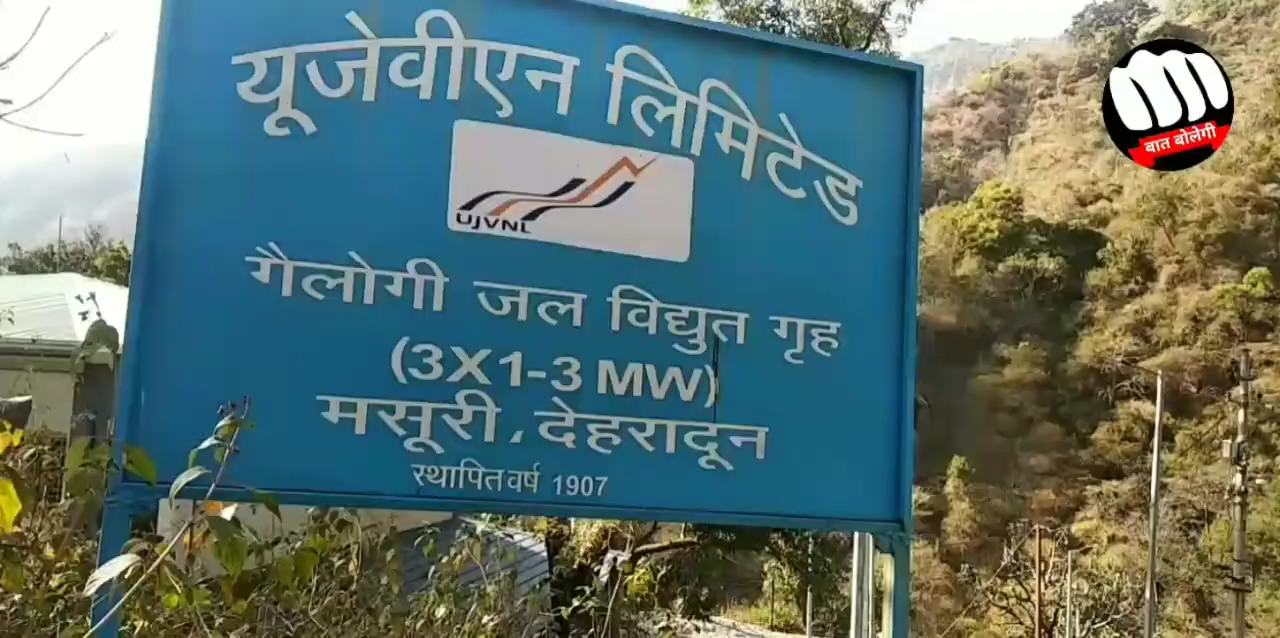 यूजेवीएन लिमिटेड
UJVNL
गैलोगी जल विद्युत गृह
(3X1-3 MW)
मसूरी, देहरादून
स्थापित वर्ष 1907
बात बोलेगी